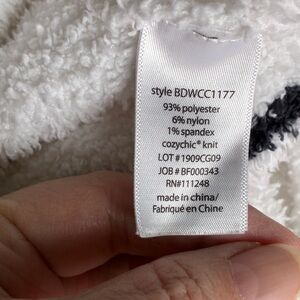 style BDWCC1177
93% polyester
6% nylon
1% spandex
cozychic® knit
LOT #1909CG09
JOB #BF000343
RN#111248
made in china/
Fabriqué en Chine